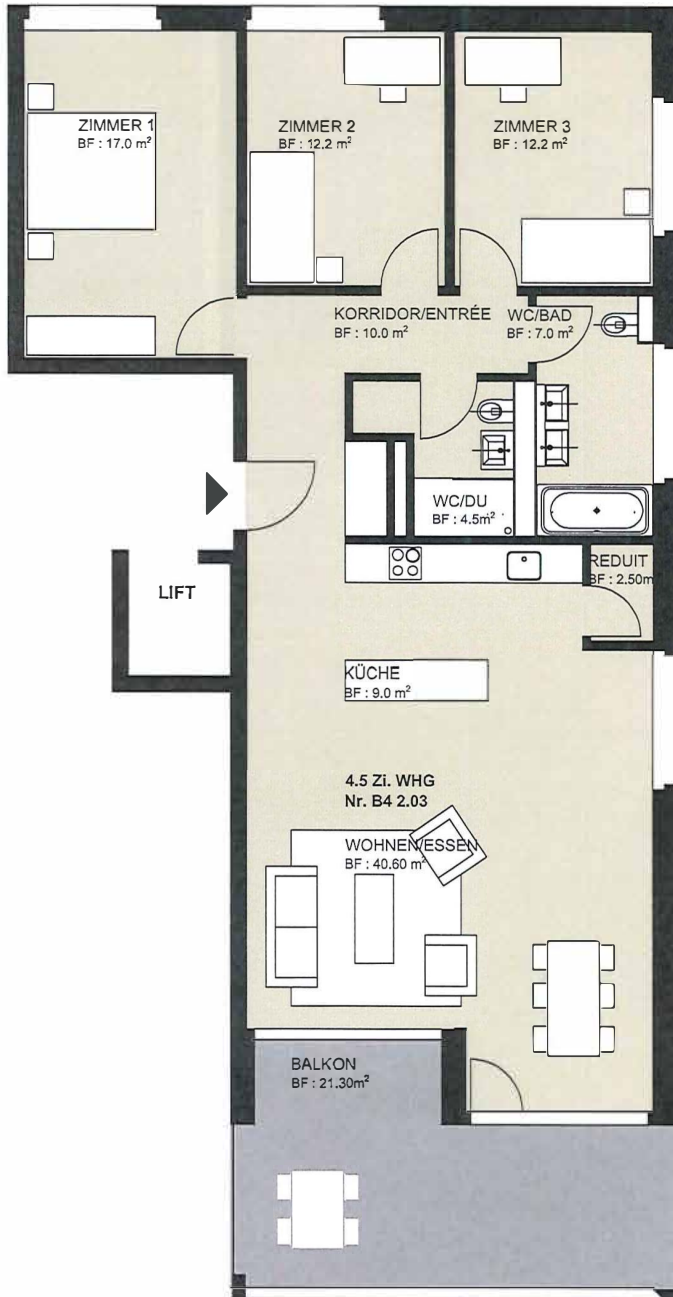 ZIMMER 1
BF : 17.0 m²
ZIMMER 2
BF : 12.2 m²
ZIMMER 3
BF : 12.2 m²
KORRIDOR/ENTRÉE
BF : 10.0 m²
WC/BAD
BF : 7.0 m²
WC/DU
BF : 4.5m²
LIFT
REDUIT
BF : 2.50m
KÜCHE
BF : 9.0 m²
4.5 Zi. WHG
Nr. B4 2.03
WOHNEN/ESSEN
BF : 40.60 m²
BALKON
BF : 21.30m²